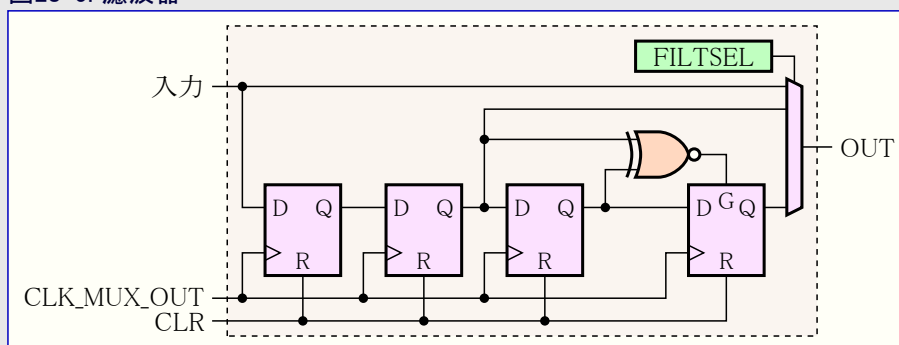 FILTSEL
入力
OUT
D Q D Q D Q D G Q
R R R R
CLK_MUX_OUT
CLR